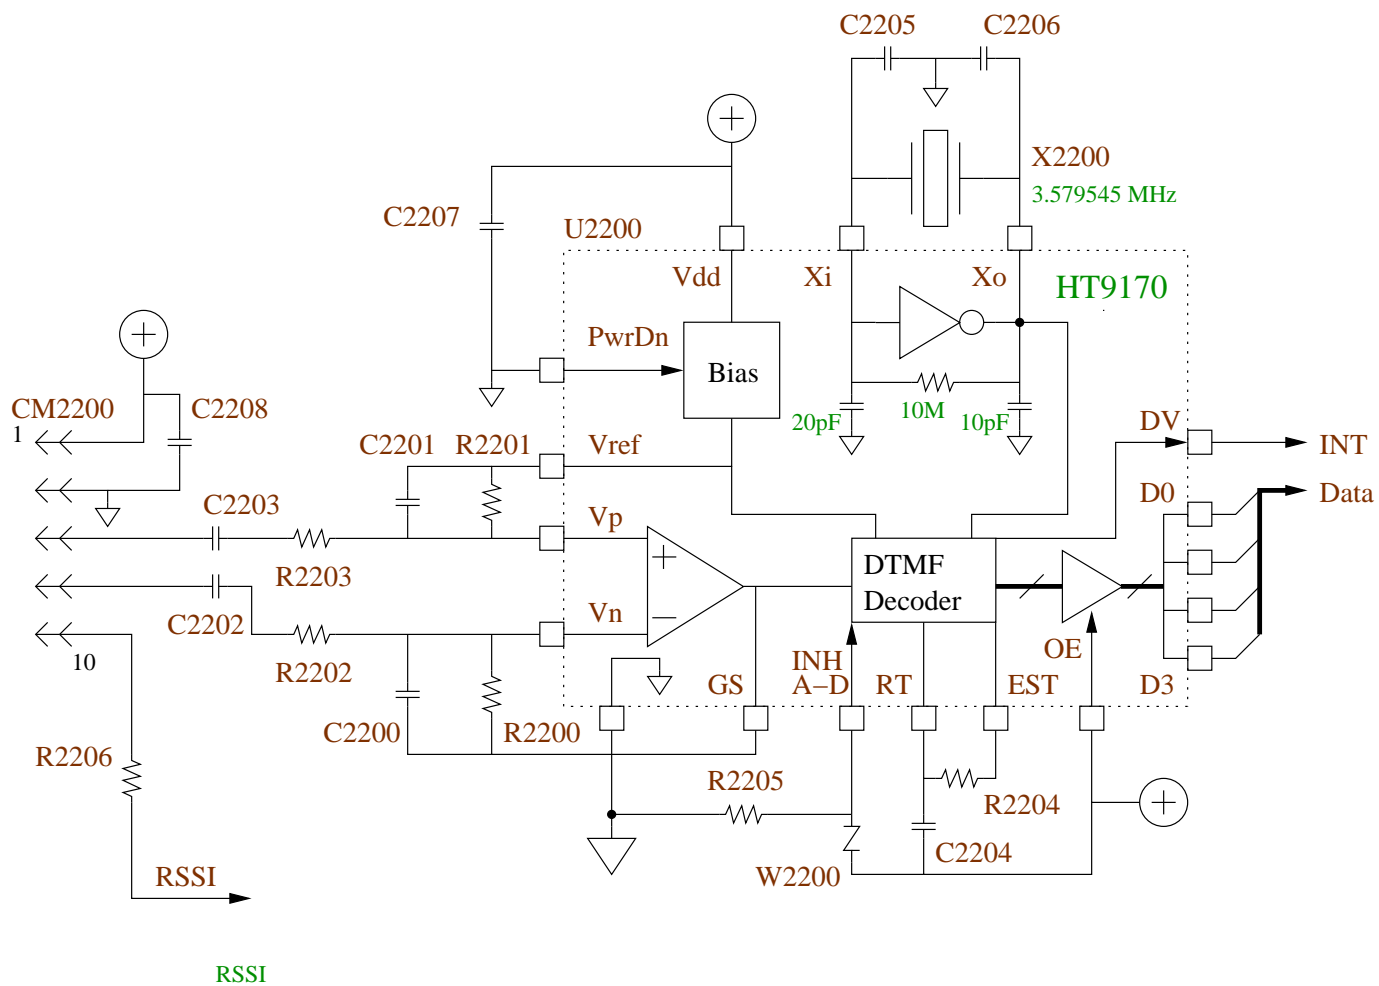 C2205
C2206
X2200
3.579545 MHz
C2207
U2200
Vdd
Xi
Xo
HT9170
PwrDn
Bias
CM2200
1
C2208
20pF
10M
10pF
C2201
R2201
Vref
DV
INT
D0
Data
C2203
Vp
R2203
DTMF
Decoder
C2202
Vn
R2202
10
INH
A–D
GS
RT
EST
OE
D3
C2200
R2200
R2206
R2205
R2204
C2204
W2200
RSSI
RSSI